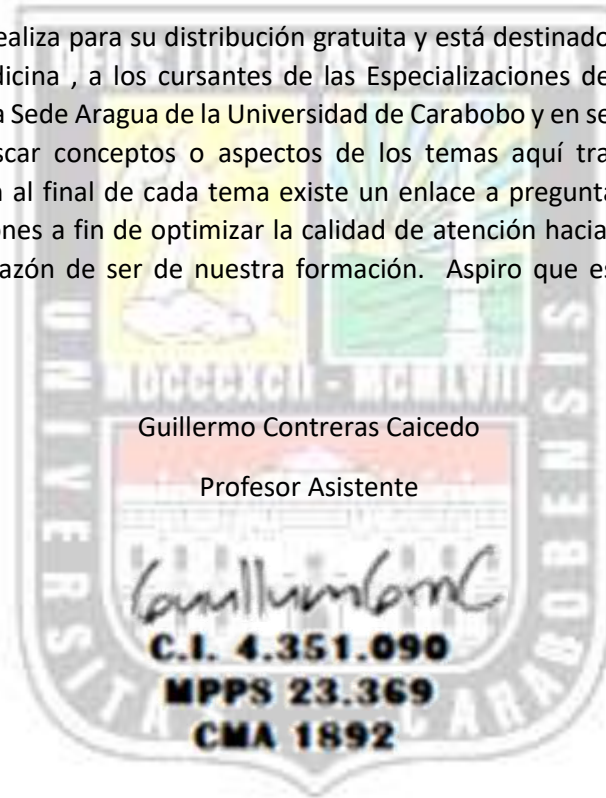 ealiza para su distribución gratuita y está destinado
dicina , a los cursantes de las Especializaciones de
a Sede Aragua de la Universidad de Carabobo y en se
scar conceptos o aspectos de los temas aquí tra
al final de cada tema existe un enlace a pregunta
ones a fin de optimizar la calidad de atención hacia
azón de ser de nuestra formación. Aspiro que es
MCCCCXCII - MCMLVIII
UNIVERSITAS CARABOBENSIS
Guillermo Contreras Caicedo
Profesor Asistente
C.I. 4.351.090
MPPS 23.369
CMA 1892